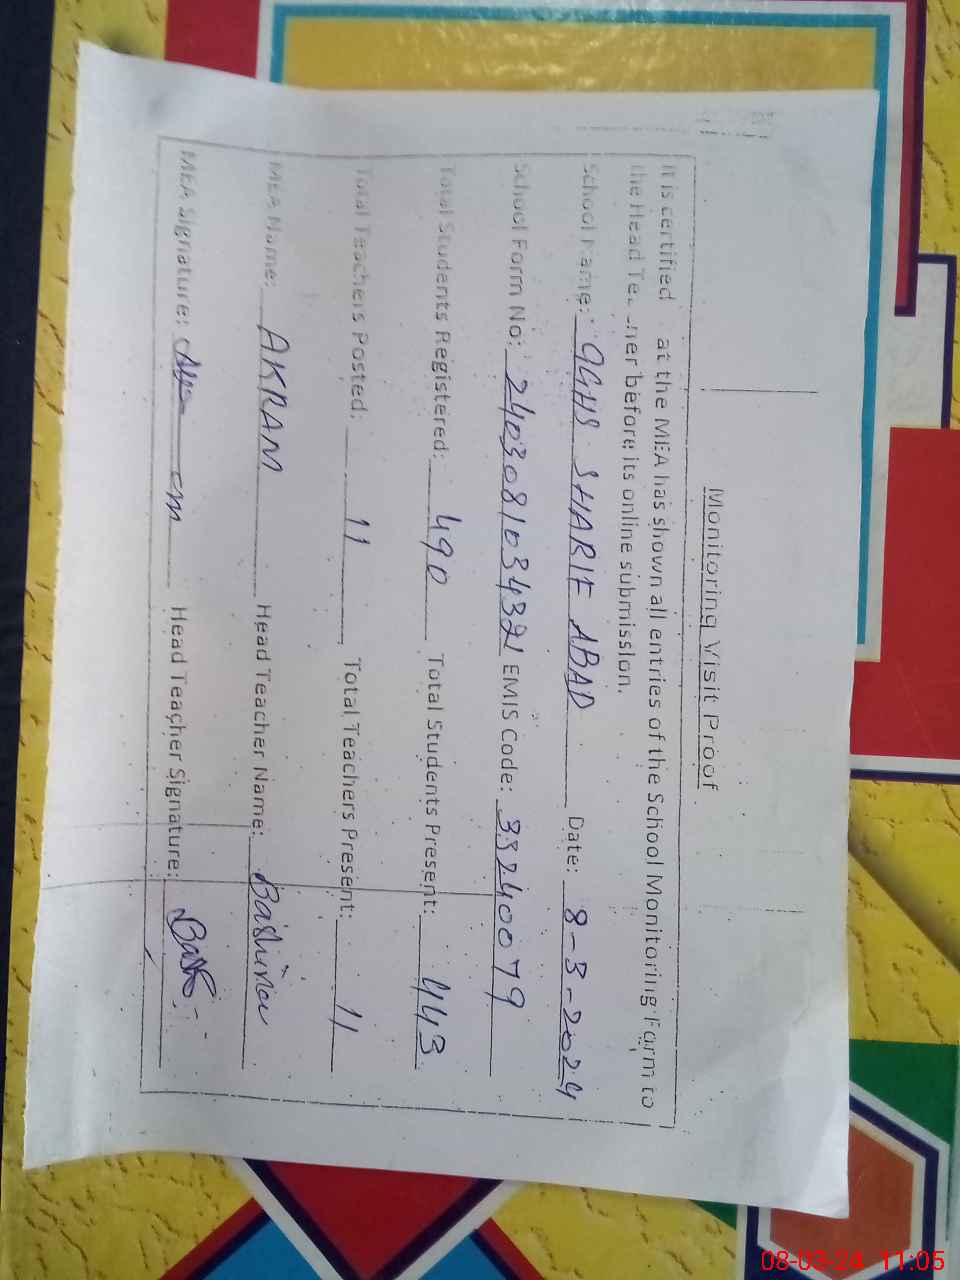 Monitoring Visit Proof
It is certified at the MEA has shown all entries of the School Monitoring Form to
the Head Te ner before its online submission.
School Name: GGHS SHARIF ABAD Date: 8-3-2024
School Form No: EMIS Code: 33240079
Total Students Registered: 490 Total Students Present: 443
Total Teachers Posted: 11 Total Teachers Present: 11
MEA Name: AKRAM Head Teacher Name:
MEA Signature: Head Teacher Signature:
08-03-24 11:05